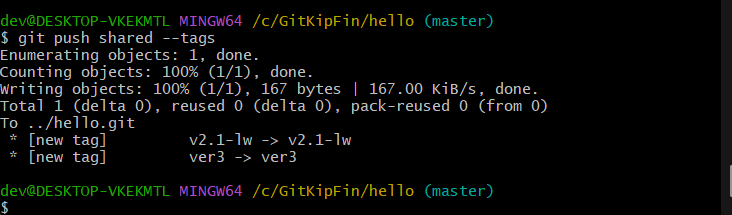 dev@DESKTOP-VKEKMTL MINGW64 /c/GitKipFin/hello (master)
$ git push shared --tags
Enumerating objects: 1, done.
Counting objects: 100% (1/1), done.
Writing objects: 100% (1/1), 167 bytes | 167.00 KiB/s, done.
Total 1 (delta 0), reused 0 (delta 0), pack-reused 0 (from 0)
To ../hello.git
 * [new tag]         v2.1-lw -> v2.1-lw
 * [new tag]         ver3 -> ver3
dev@DESKTOP-VKEKMTL MINGW64 /c/GitKipFin/hello (master)
$